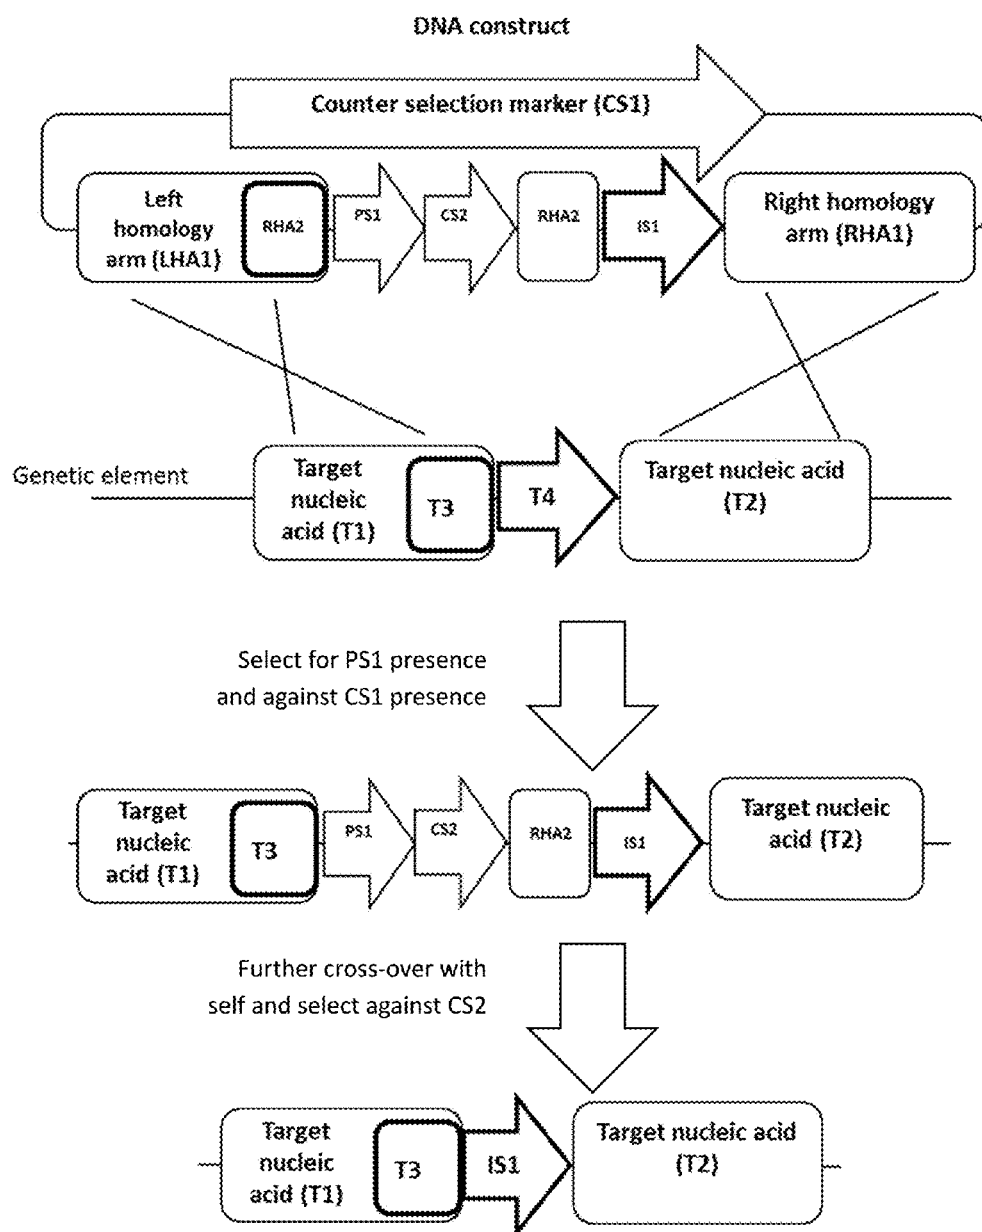 DNA construct
Counter selection marker (CS1)
Left
homology
arm (LHA1)
RHA2
PS1
CS2
RHA2
IS1
Right homology
arm (RHA1)
Genetic element
Target
nucleic
acid (T1)
T3
T4
Target nucleic acid
(T2)
Select for PS1 presence
and against CS1 presence
Target
nucleic
acid (T1)
T3
PS1
CS2
RHA2
IS1
Target nucleic
acid (T2)
Further cross-over with
self and select against CS2
Target
nucleic
acid (T1)
T3
IS1
Target nucleic acid
(T2)